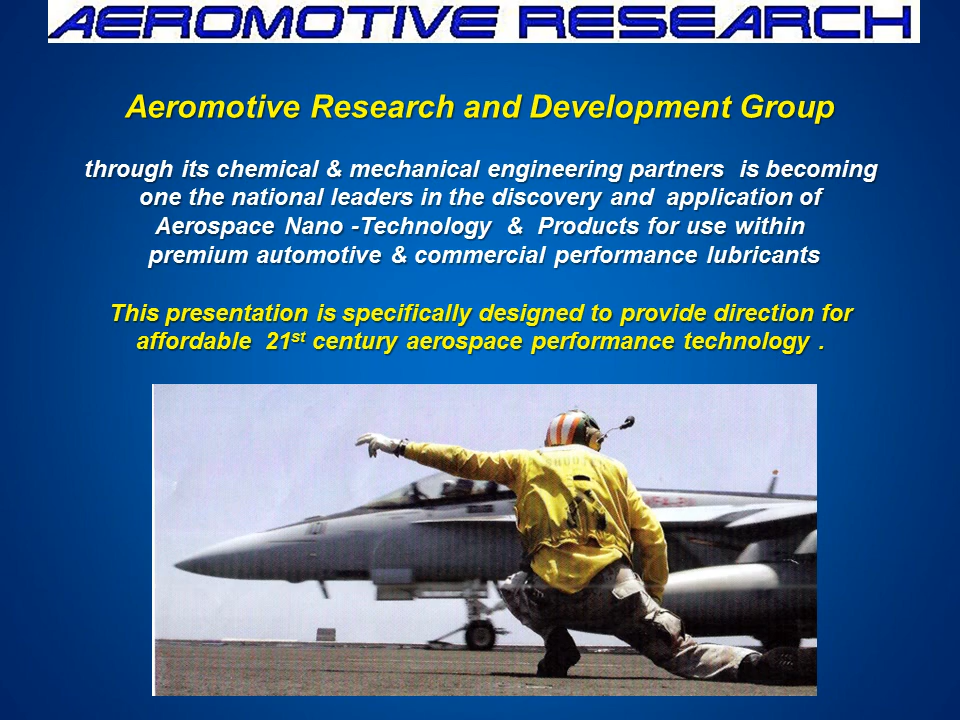 AEROMOTIVE RESEARCH
Aeromotive Research and Development Group
through its chemical & mechanical engineering partners is becoming
one the national leaders in the discovery and application of
Aerospace Nano -Technology & Products for use within
premium automotive & commercial performance lubricants
This presentation is specifically designed to provide direction for
affordable 21st century aerospace performance technology .